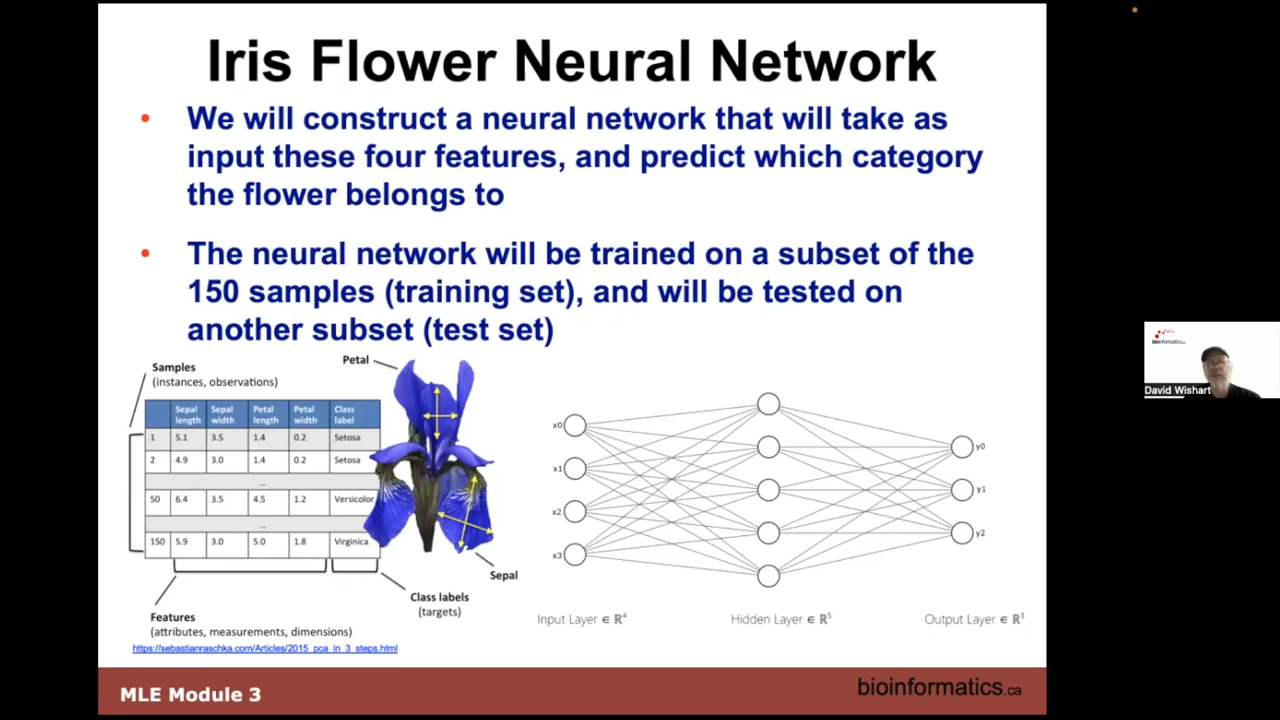 Iris Flower Neural Network
• We will construct a neural network that will take as
input these four features, and predict which category
the flower belongs to
• The neural network will be trained on a subset of the
150 samples (training set), and will be tested on
another subset (test set)
Samples
(instances, observations)
Petal
Sepal length Sepal width Petal length Petal width Class label
1 5.1 3.5 1.4 0.2 Setosa
2 4.9 3.0 1.4 0.2 Setosa
...
50 6.4 3.5 4.5 1.2 Versicolor
...
150 5.9 3.0 5.0 1.8 Virginica
Sepal
Class labels
(targets)
Features
(attributes, measurements, dimensions)
https://sebastianraschka.com/Articles/2015_pca_in_3_steps.html
x0
x1
x2
x3
y0
y1
y2
Input Layer ∈ ℝ⁴
Hidden Layer ∈ ℝ⁵
Output Layer ∈ ℝ³
MLE Module 3
bioinformatics.ca
bioinformatics.ca
David Wishart